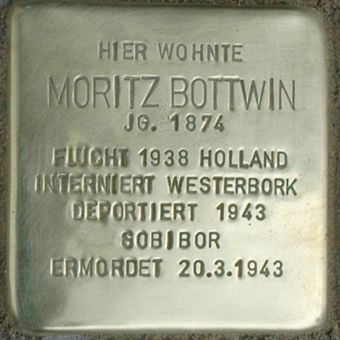 HIER WOHNTE
MORITZ BOTTWIN
JG. 1874
FLUCHT 1938 HOLLAND
INTERNIERT WESTERBORK
DEPORTIERT 1943
SOBIBOR
ERMORDET 20.3.1943